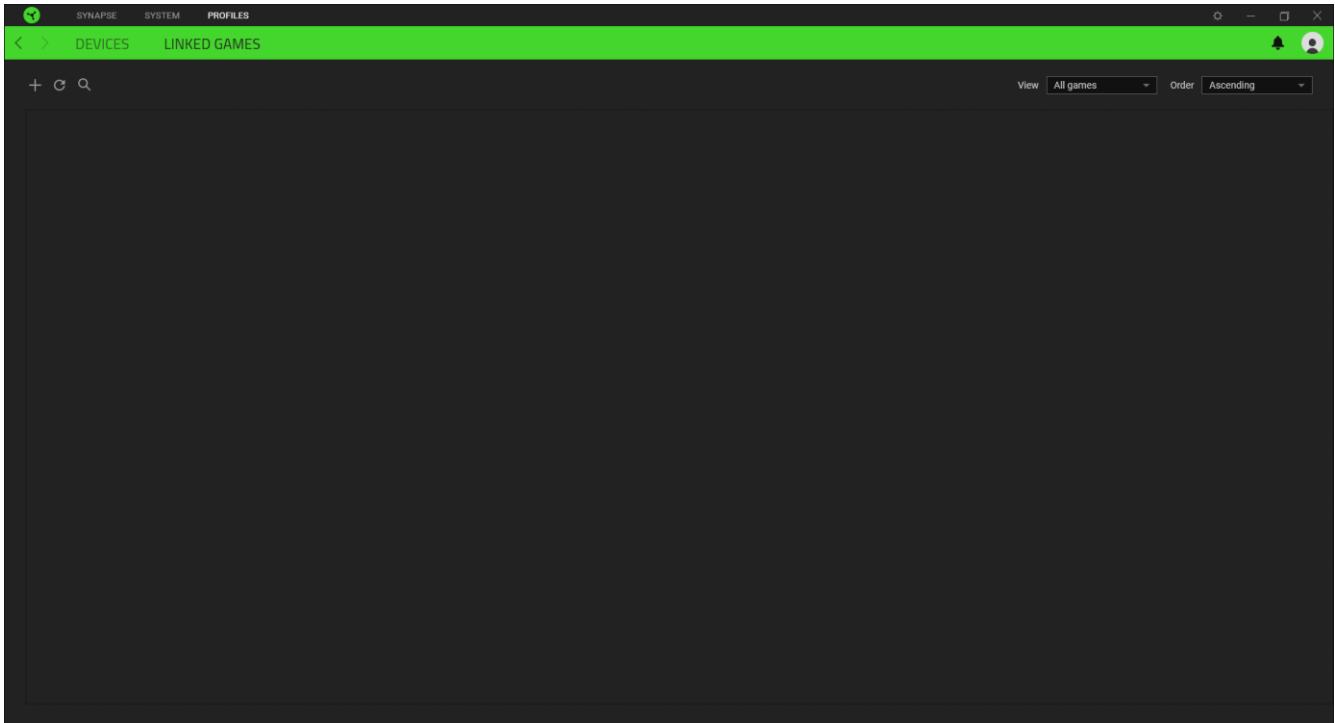 SYNAPSE SYSTEM PROFILES
DEVICES LINKED GAMES
View All games Order Ascending